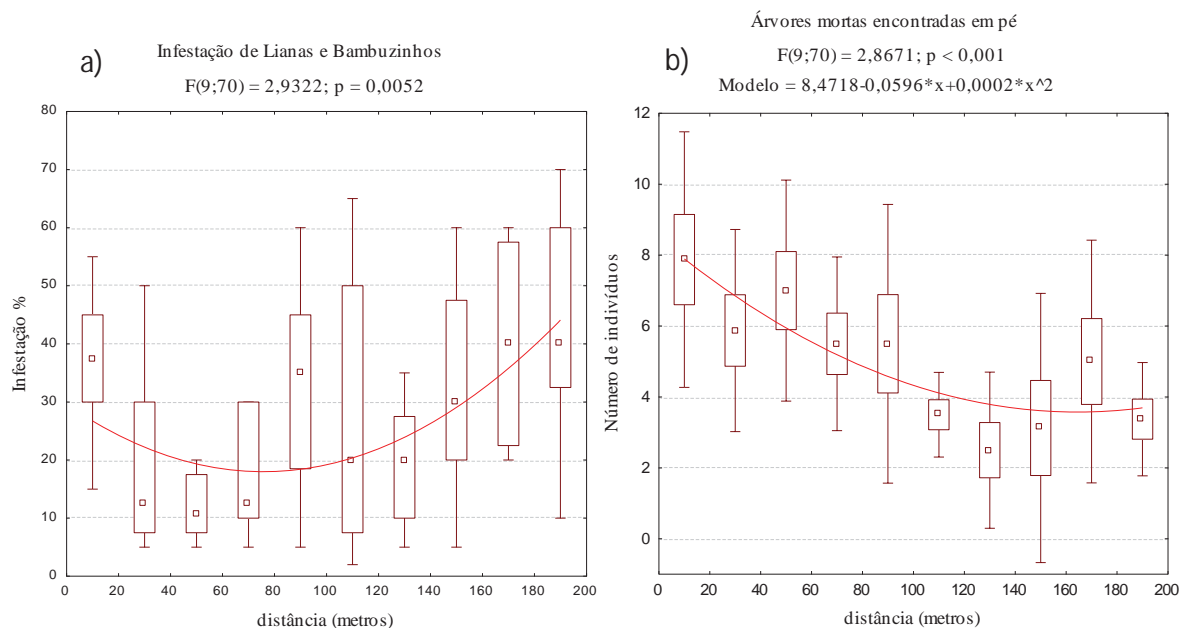 a)
Infestação de Lianas e Bambuzinhos
F(9;70) = 2,9322; p = 0,0052
Infestação %
80
70
60
50
40
30
20
10
0
0 20 40 60 80 100 120 140 160 180 200
distância (metros)
b)
Árvores mortas encontradas em pé
F(9;70) = 2,8671; p < 0,001
Modelo = 8,4718-0,0596*x+0,0002*x^2
Número de indivíduos
12
10
8
6
4
2
0
0 20 40 60 80 100 120 140 160 180 200
distância (metros)